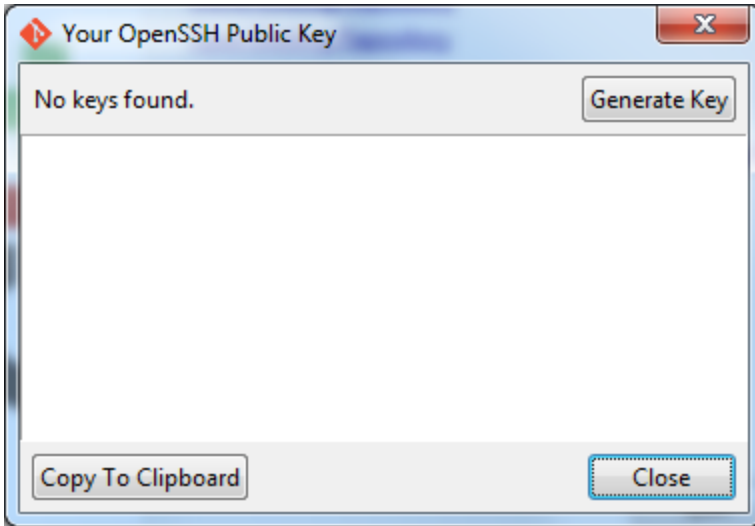 Your OpenSSH Public Key
No keys found.
Generate Key
Copy To Clipboard
Close